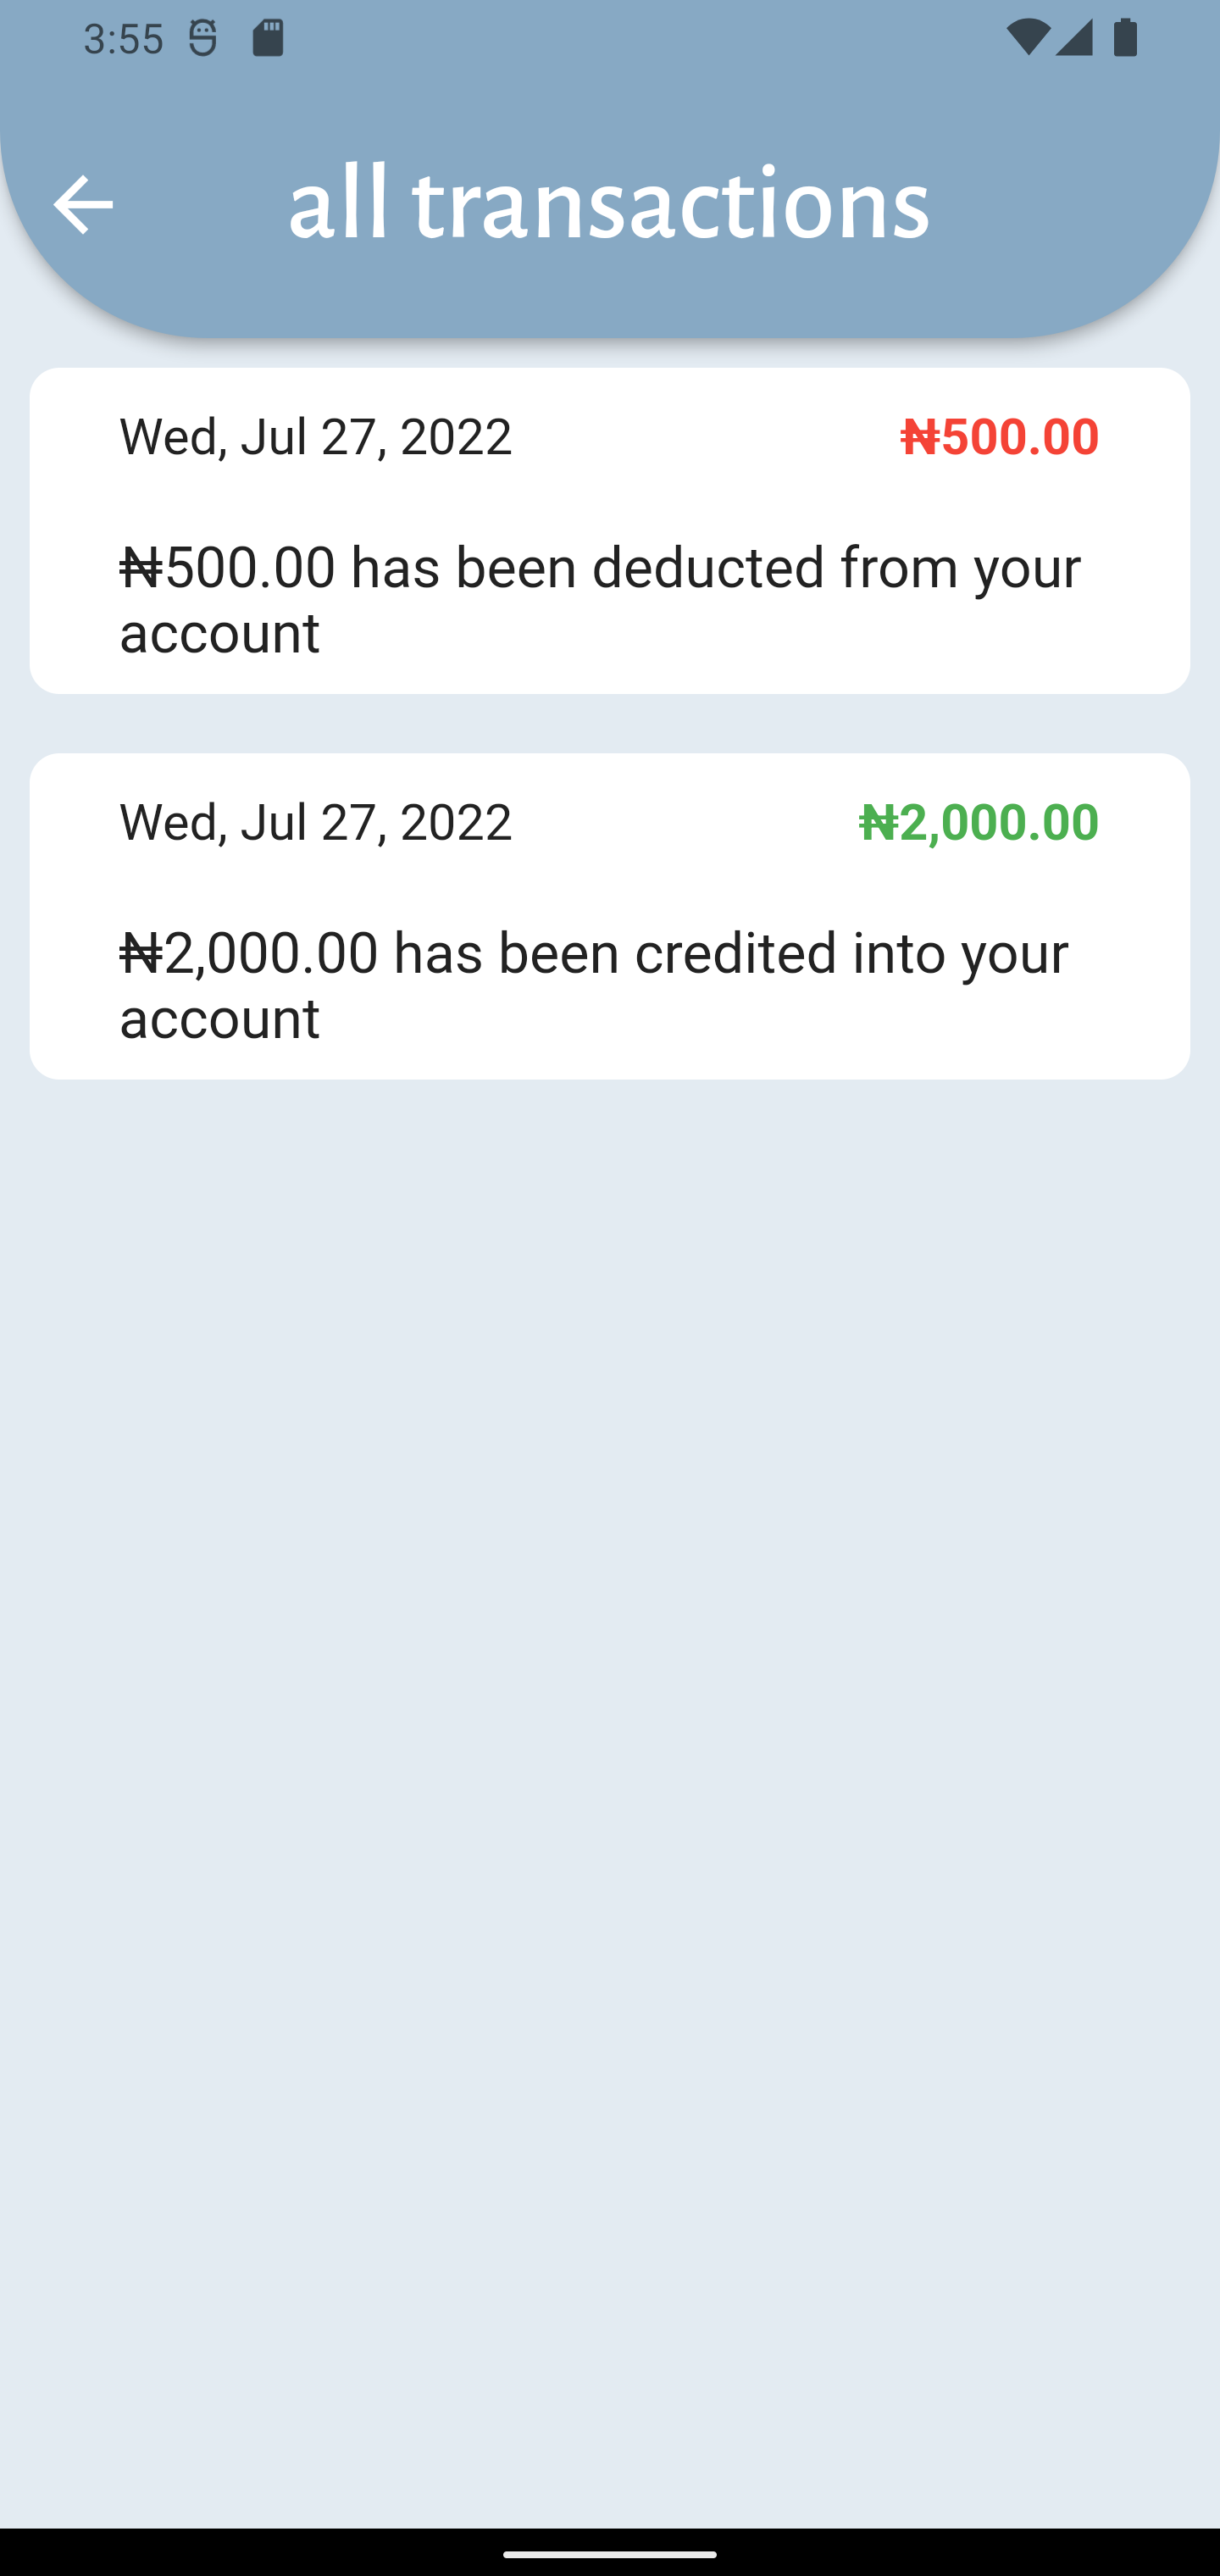 3:55
all transactions
Wed, Jul 27, 2022 ₦500.00
₦500.00 has been deducted from your
account
Wed, Jul 27, 2022 ₦2,000.00
₦2,000.00 has been credited into your
account